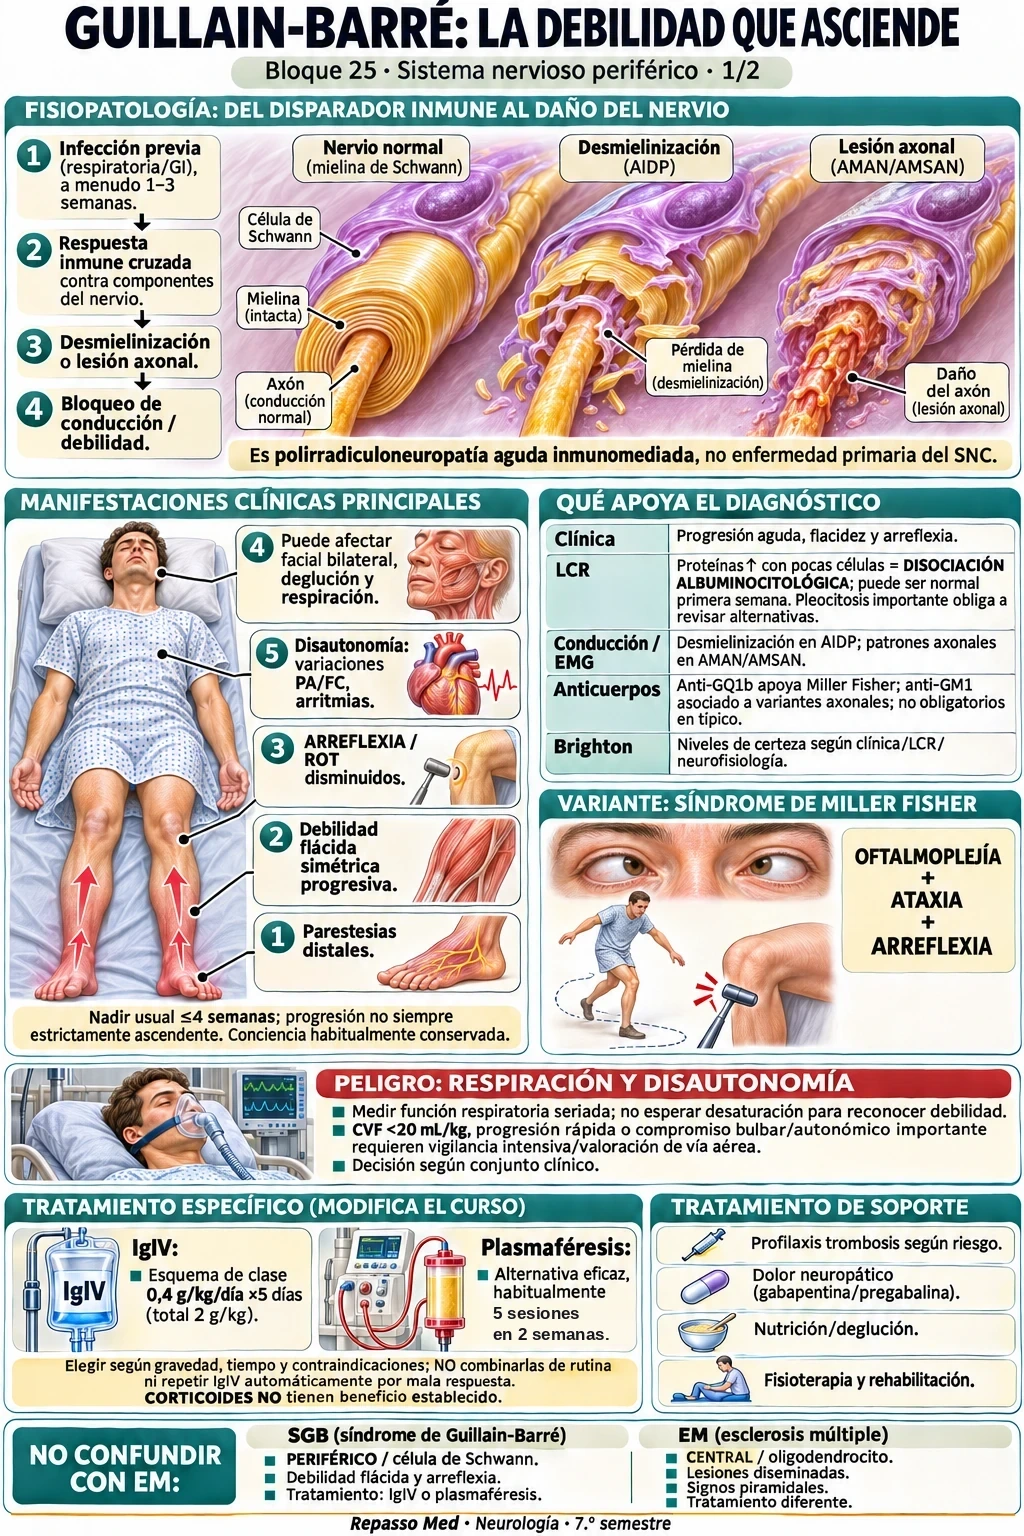 GUILLAIN-BARRÉ: LA DEBILIDAD QUE ASCIENDE
Bloque 25 · Sistema nervioso periférico · 1/2
FISIOPATOLOGÍA: DEL DISPARADOR INMUNE AL DAÑO DEL NERVIO
1
Infección previa
(respiratoria/GI),
a menudo 1–3
semanas.
2
Respuesta
inmune cruzada
contra componentes
del nervio.
3
Desmielinización
o lesión axonal.
4
Bloqueo de
conducción /
debilidad.
Nervio normal
(mielina de Schwann)
Célula de
Schwann
Mielina
(intacta)
Axón
(conducción
normal)
Desmielinización
(AIDP)
Pérdida de
mielina
(desmielinización)
Lesión axonal
(AMAN/AMSAN)
Daño
del axón
(lesión axonal)
Es polirradiculoneuropatía aguda inmunomediada, no enfermedad primaria del SNC.
MANIFESTACIONES CLÍNICAS PRINCIPALES
4
Puede afectar
facial bilateral,
deglución y
respiración.
5
Disautonomía:
variaciones
PA/FC,
arritmias.
3
ARREFLEXIA /
ROT
disminuidos.
2
Debilidad
flácida
simétrica
progresiva.
1
Parestesias
distales.
Nadir usual ≤4 semanas; progresión no siempre
estrictamente ascendente. Conciencia habitualmente conservada.
QUÉ APOYA EL DIAGNÓSTICO
Clínica
Progresión aguda, flacidez y arreflexia.
LCR
Proteínas↑ con pocas células = DISOCIACIÓN
ALBUMINOCITOLÓGICA; puede ser normal
primera semana. Pleocitosis importante obliga a
revisar alternativas.
Conducción /
EMG
Desmielinización en AIDP; patrones axonales
en AMAN/AMSAN.
Anticuerpos
Anti-GQ1b apoya Miller Fisher; anti-GM1
asociado a variantes axonales; no obligatorios
en típico.
Brighton
Niveles de certeza según clínica/LCR/
neurofisiología.
VARIANTE: SÍNDROME DE MILLER FISHER
OFTALMOPLEJÍA
+
ATAXIA
+
ARREFLEXIA
PELIGRO: RESPIRACIÓN Y DISAUTONOMÍA
Medir función respiratoria seriada; no esperar desaturación para reconocer debilidad.
CVF <20 mL/kg, progresión rápida o compromiso bulbar/autonómico importante
requieren vigilancia intensiva/valoración de vía aérea.
Decisión según conjunto clínico.
TRATAMIENTO ESPECÍFICO (MODIFICA EL CURSO)
IgIV
IgIV:
Esquema de clase
0,4 g/kg/día ×5 días
(total 2 g/kg).
Plasmaféresis:
Alternativa eficaz,
habitualmente
5 sesiones
en 2 semanas.
Elegir según gravedad, tiempo y contraindicaciones; NO combinarlas de rutina
ni repetir IgIV automáticamente por mala respuesta.
CORTICOIDES NO tienen beneficio establecido.
TRATAMIENTO DE SOPORTE
Profilaxis trombosis según riesgo.
Dolor neuropático
(gabapentina/pregabalina).
Nutrición/deglución.
Fisioterapia y rehabilitación.
NO CONFUNDIR
CON EM:
SGB (síndrome de Guillain-Barré)
PERIFÉRICO / célula de Schwann.
Debilidad flácida y arreflexia.
Tratamiento: IgIV o plasmaféresis.
EM (esclerosis múltiple)
CENTRAL / oligodendrocito.
Lesiones diseminadas.
Signos piramidales.
Tratamiento diferente.
Repasso Med · Neurología · 7.º semestre